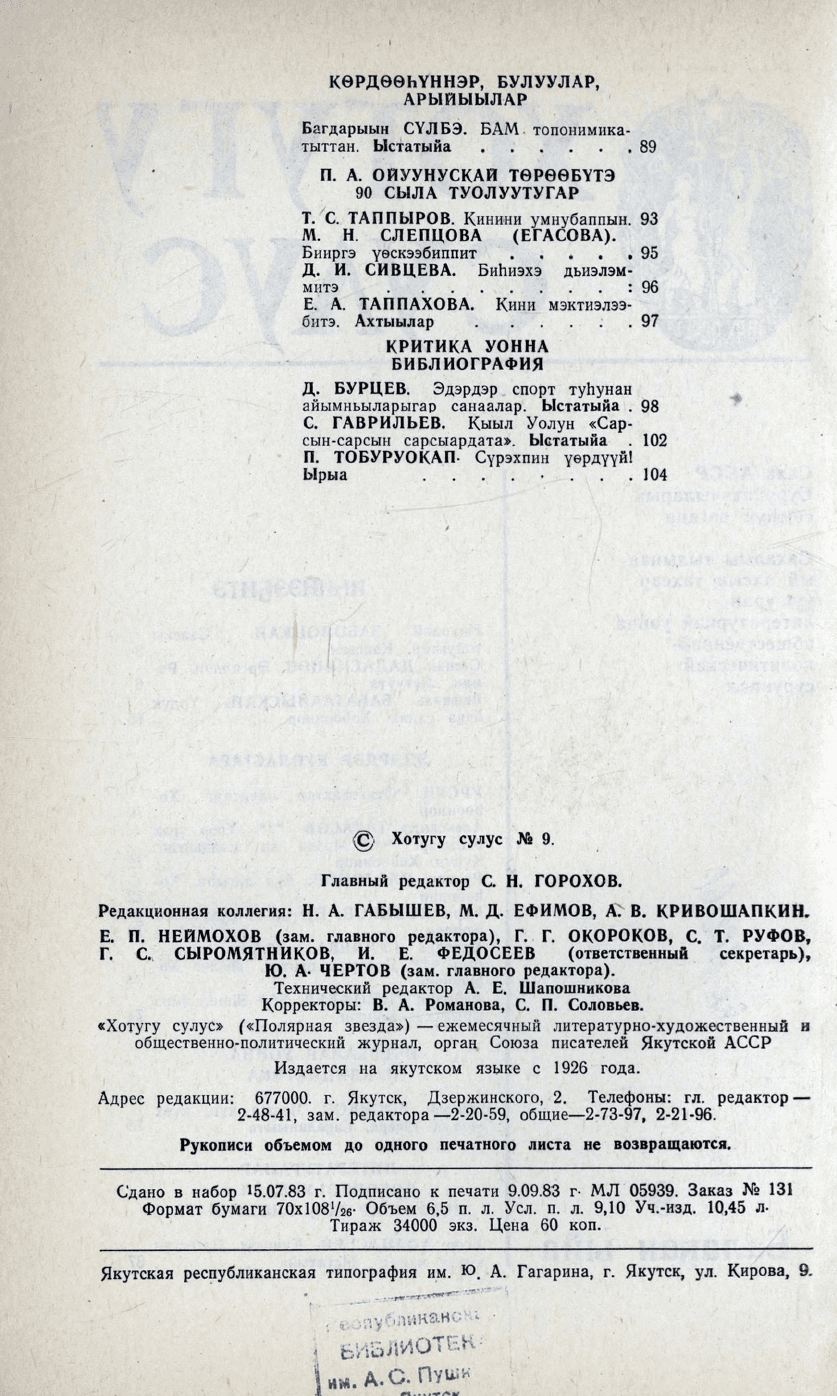 КӨРДӨӨҺҮННЭР, БУЛУУЛАР,
АРЫЙЫЫЛАР
Багдарыын СҮЛБЭ. БАМ топонимика-
тыттан. Ыстатыйа . . . . . . 89
П. А. ОЙУУНУСКАЙ ТӨРӨӨБҮТЭ
90 СЫЛА ТУОЛУУТУГАР
Т. С. ТАППЫРОВ. Кинини умнубаппын. 93
М. Н. СЛЕПЦОВА (ЕГАСОВА).
Бииргэ үөскээбиппит . . . . . 95
Д. И. СИВЦЕВА. Биһиэхэ дьиэлэм-
митэ . . . . . . . . : 96
Е. А. ТАППАХОВА. Кини мэктиэлээ-
битэ. Ахтыылар . . . . : . 97
КРИТИКА УОННА
БИБЛИОГРАФИЯ
Д. БУРЦЕВ. Эдэрдэр спорт туһунан
айымньыларыгар санаалар. Ыстатыйа . 98
С. ГАВРИЛЬЕВ. Кыыл Уолун «Сар-
сын-сарсын сарсыардата». Ыстатыйа . 102
П. ТОБУРУОКАП· Сүрэхпин үөрдүүй!
Ырыа . . . . · . . . 104
© Хотугу сулус № 9.
Главный редактор С. Н. ГОРОХОВ.
Редакционная коллегия: Н. А. ГАБЫШЕВ, М. Д. ЕФИМОВ, А. В. КРИВОШАПКИН.
Е. П. НЕЙМОХОВ (зам. главного редактора), Г. Г. ОКОРОКОВ, С. Т. РУФОВ,
Г. С. СЫРОМЯТНИКОВ, И. Е. ФЕДОСЕЕВ (ответственный секретарь),
Ю. А· ЧЕРТОВ (зам. главного редактора).
Технический редактор А. Е. Шапошникова
Корректоры: В. А. Романова, С. П. Соловьев.
«Хотугу сулус» («Полярная звезда») — ежемесячный литературно-художественный и
общественно-политический журнал, орган Союза писателей Якутской АССР
Издается на якутском языке с 1926 года.
Адрес редакции: 677000. г. Якутск, Дзержинского, 2. Телефоны: гл. редактор —
2-48-41, зам. редактора —2-20-59, общие—2-73-97, 2-21-96.
Рукописи объемом до одного печатного листа не возвращаются.
Сдано в набор 15.07.83 г. Подписано к печати 9.09.83 г· МЛ 05939. Заказ № 131
Формат бумаги 70х108¹/₂₆· Объем 6,5 п. л. Усл. п. л. 9,10 Уч.-изд. 10,45 л·
Тираж 34000 экз. Цена 60 коп.
Якутская республиканская типография им. Ю. А. Гагарина, г. Якутск, ул. Кирова, 9.
еспубликанск
БИБЛИОТЕК
им. А.С. Пушк